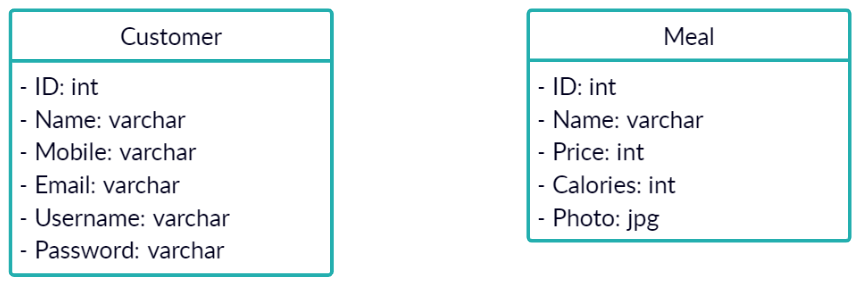 Customer
- ID: int
- Name: varchar
- Mobile: varchar
- Email: varchar
- Username: varchar
- Password: varchar
Meal
- ID: int
- Name: varchar
- Price: int
- Calories: int
- Photo: jpg